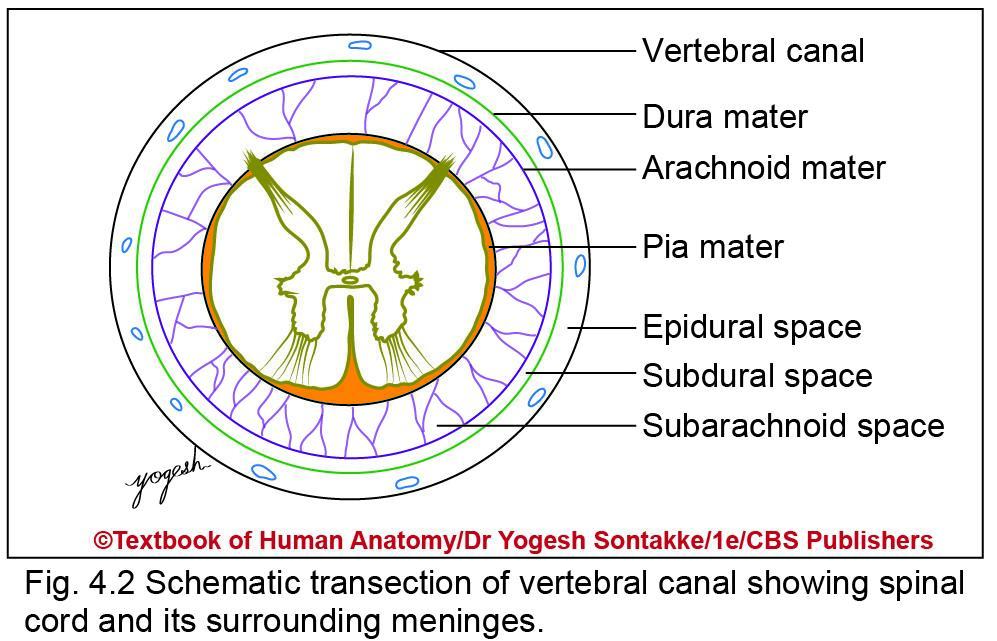 Vertebral canal
Dura mater
Arachnoid mater
Pia mater
Epidural space
Subdural space
Subarachnoid space
yogesh
©Textbook of Human Anatomy/Dr Yogesh Sontakke/1e/CBS Publishers
Fig. 4.2 Schematic transection of vertebral canal showing spinal
cord and its surrounding meninges.